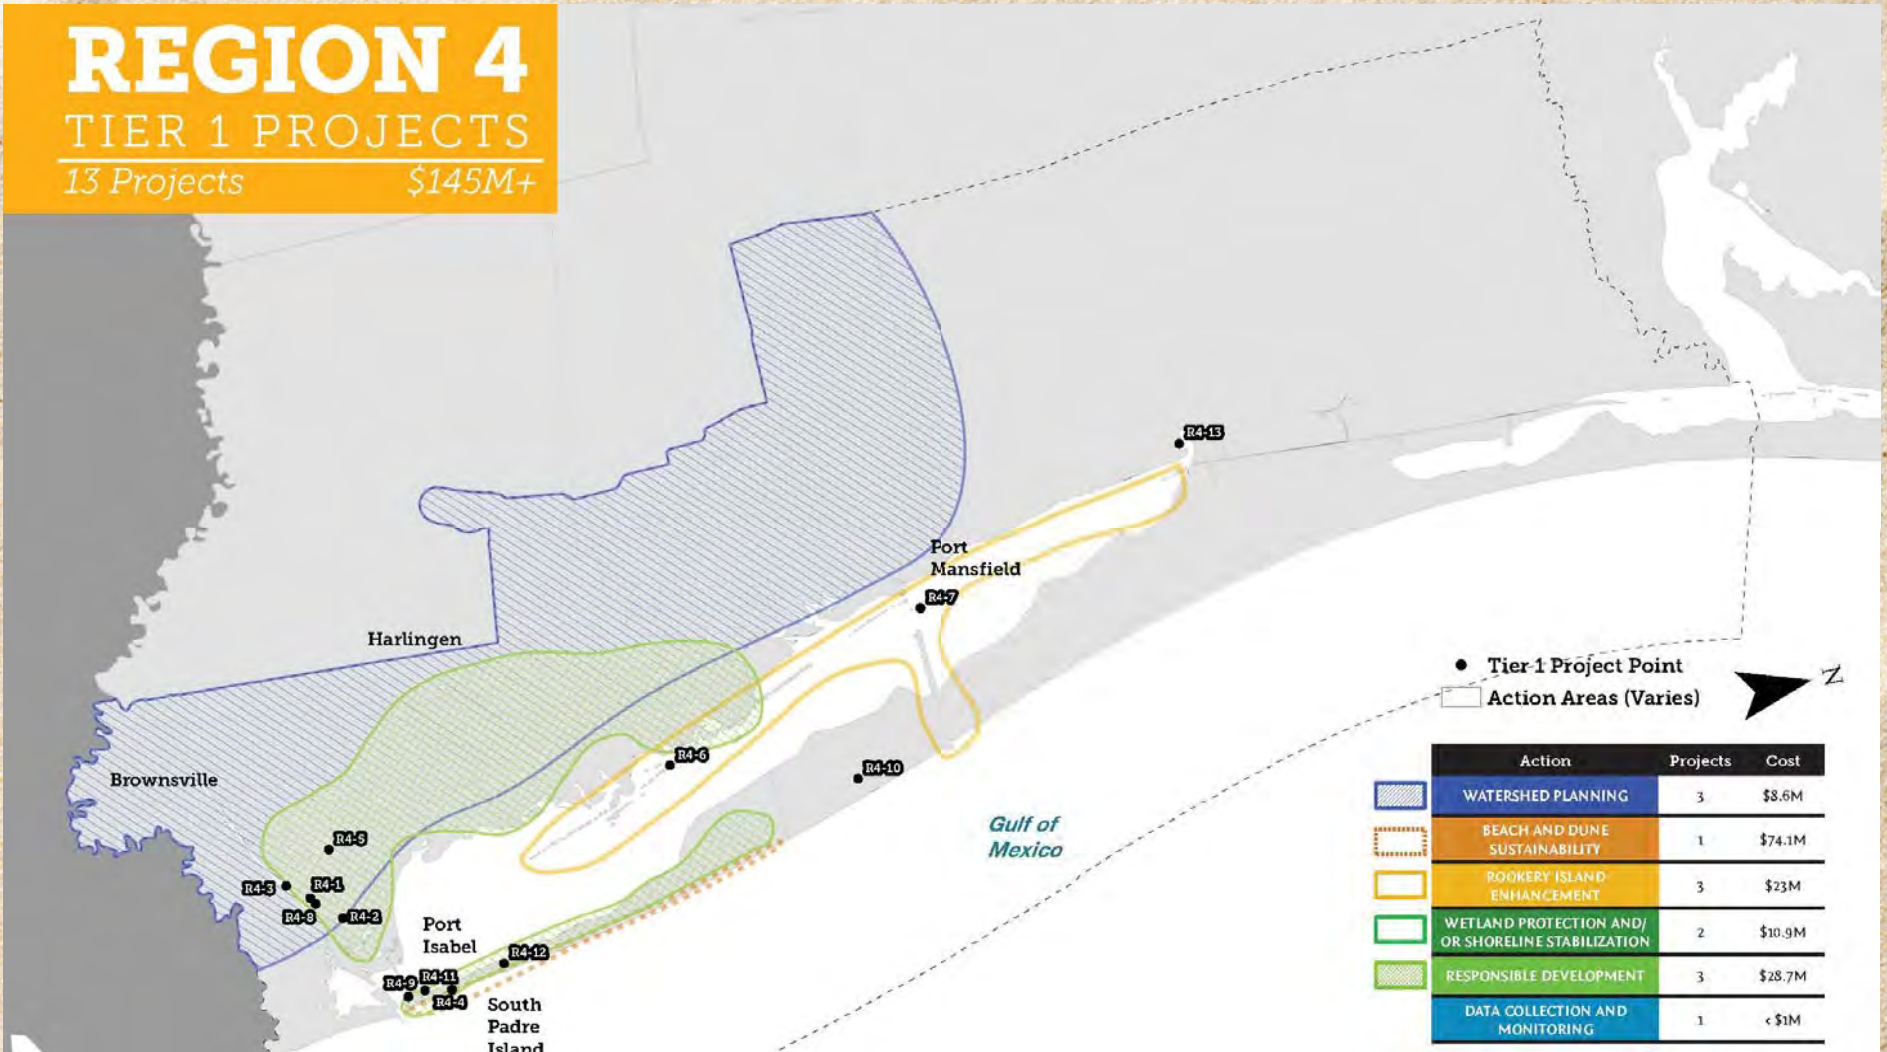 REGION 4
TIER 1 PROJECTS
13 Projects $145M+
R4-13
Port
Mansfield
R4-7
Harlingen
Tier 1 Project Point
Action Areas (Varies)
N
R4-6
R4-10
Brownsville
Gulf of
Mexico
R4-5
R4-3
R4-1
R4-8
R4-2
Port
Isabel
R4-12
R4-9
R4-11
R4-4
South
Padre
Island
Action Projects Cost
WATERSHED PLANNING 3 $8.6M
BEACH AND DUNE
SUSTAINABILITY 1 $74.1M
ROOKERY ISLAND
ENHANCEMENT 3 $23M
WETLAND PROTECTION AND/
OR SHORELINE STABILIZATION 2 $10.9M
RESPONSIBLE DEVELOPMENT 3 $28.7M
DATA COLLECTION AND
MONITORING 1 < $1M